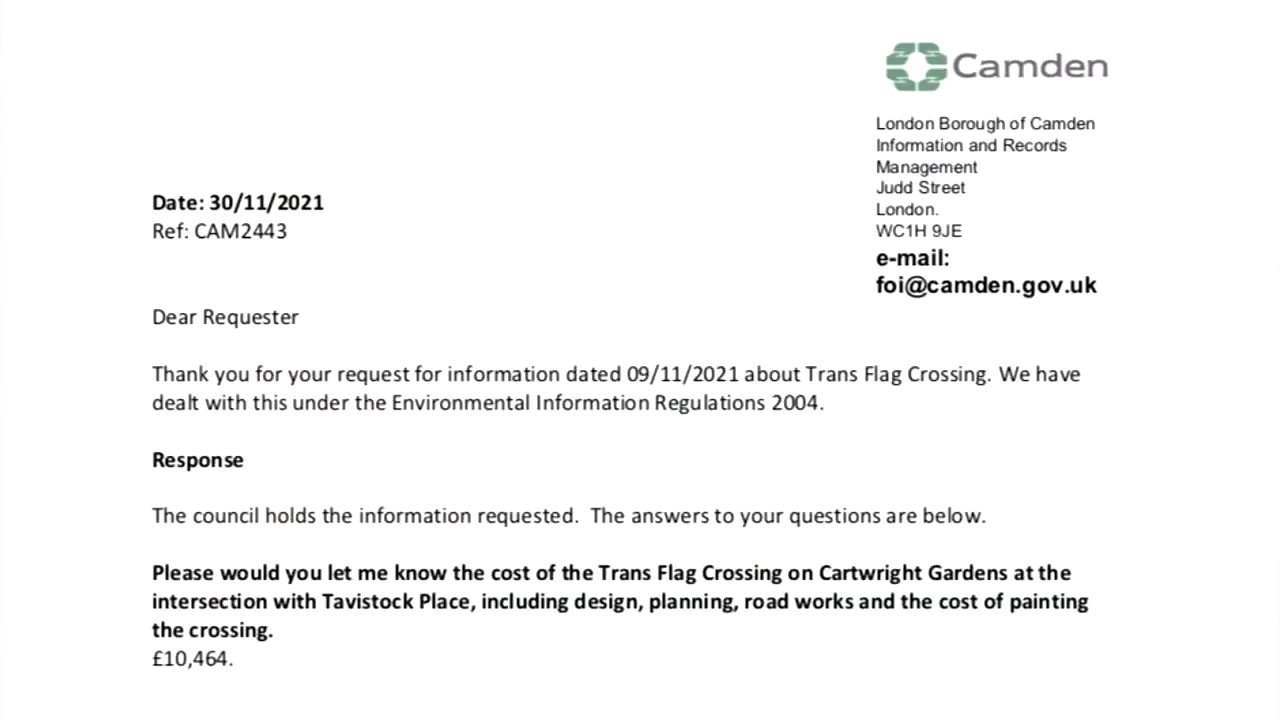 Camden
London Borough of Camden
Information and Records
Management
Judd Street
London.
WC1H 9JE
e-mail:
foi@camden.gov.uk
Date: 30/11/2021
Ref: CAM2443
Dear Requester
Thank you for your request for information dated 09/11/2021 about Trans Flag Crossing. We have
dealt with this under the Environmental Information Regulations 2004.
Response
The council holds the information requested.  The answers to your questions are below.
Please would you let me know the cost of the Trans Flag Crossing on Cartwright Gardens at the
intersection with Tavistock Place, including design, planning, road works and the cost of painting
the crossing.
£10,464.